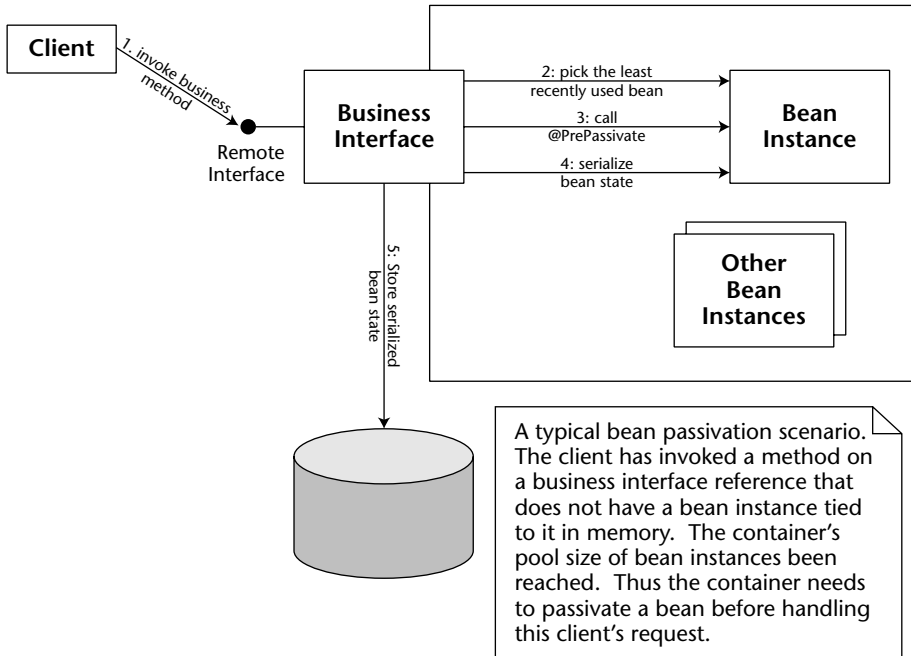 Client
1. invoke business
method
Remote
Interface
Business
Interface
2: pick the least
recently used bean
3: call
@PrePassivate
4: serialize
bean state
Bean
Instance
Other
Bean
Instances
5: Store serialized
bean state
A typical bean passivation scenario.
The client has invoked a method on
a business interface reference that
does not have a bean instance tied
to it in memory.  The container's
pool size of bean instances been
reached.  Thus the container needs
to passivate a bean before handling
this client's request.